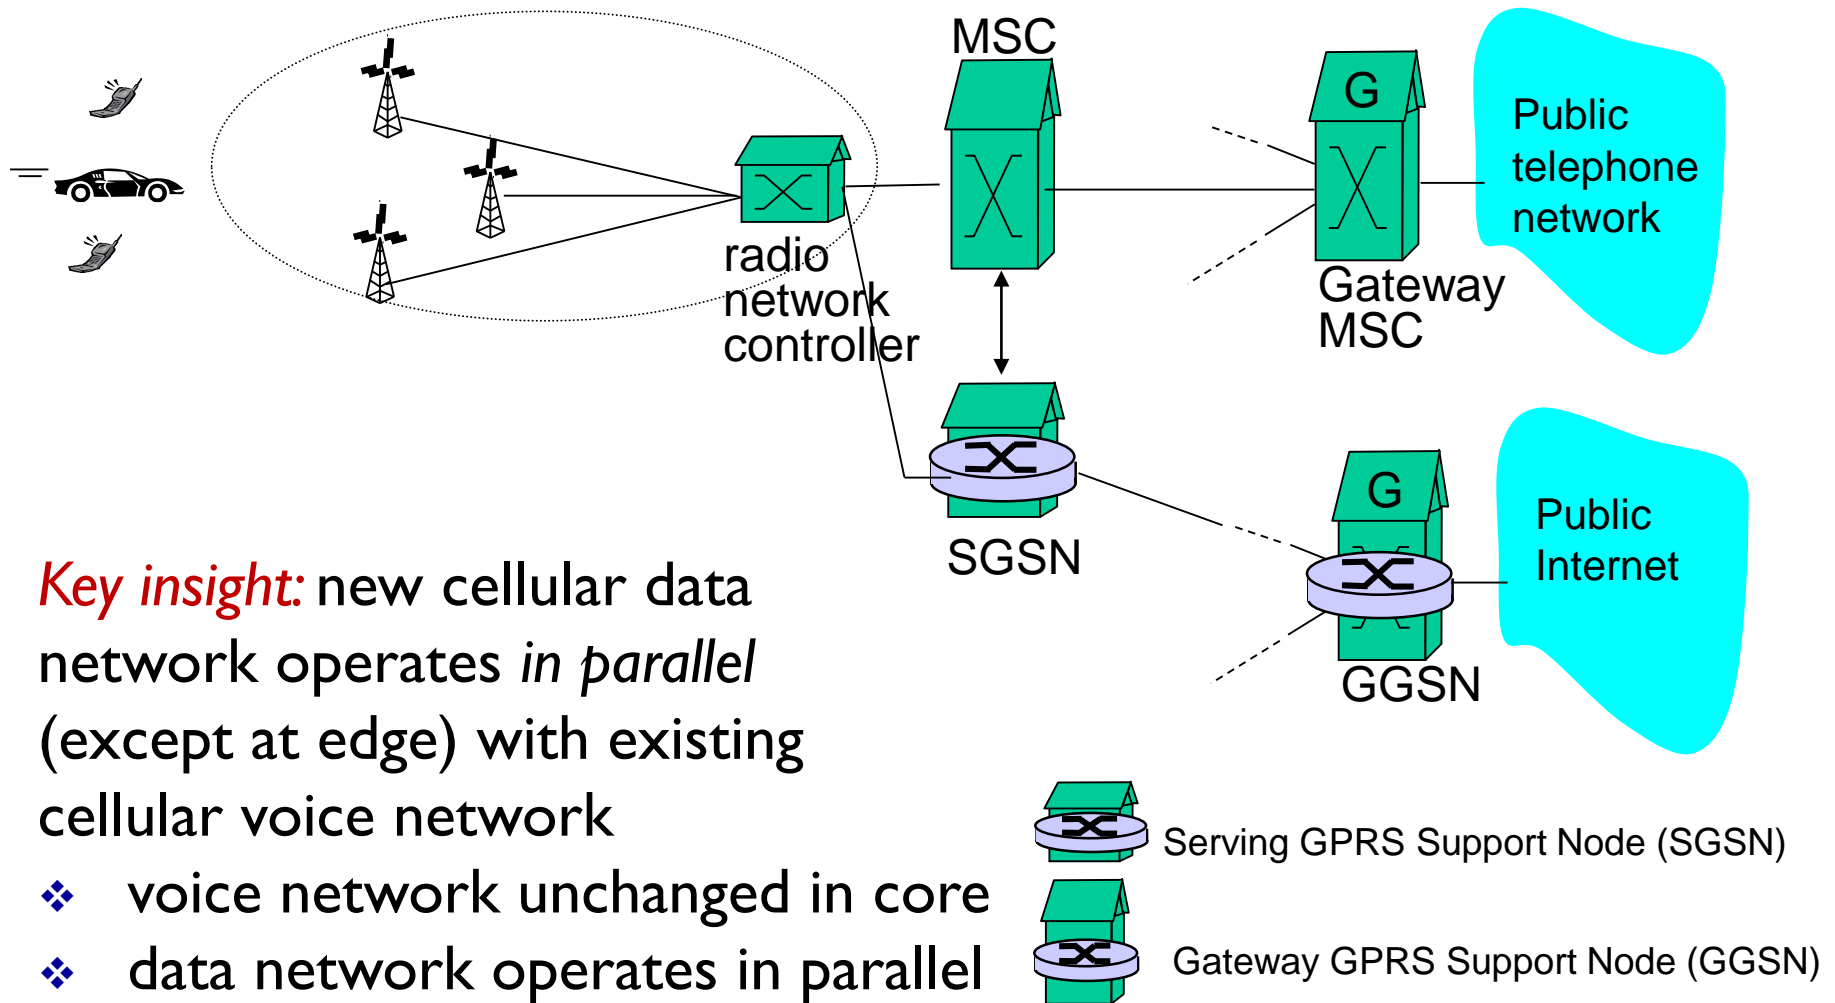 MSC
G
Public
telephone
network
radio
network
controller
Gateway
MSC
G
Public
Internet
SGSN
GGSN
Key insight: new cellular data
network operates in parallel
(except at edge) with existing
cellular voice network
❖ voice network unchanged in core
❖ data network operates in parallel
Serving GPRS Support Node (SGSN)
Gateway GPRS Support Node (GGSN)